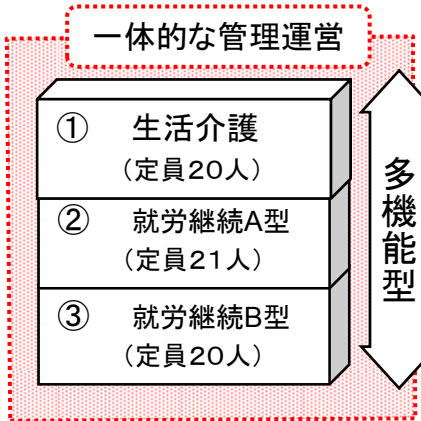 一体的な管理運営
① 生活介護
（定員20人）
② 就労継続A型
（定員21人）
③ 就労継続B型
（定員20人）
多機能型